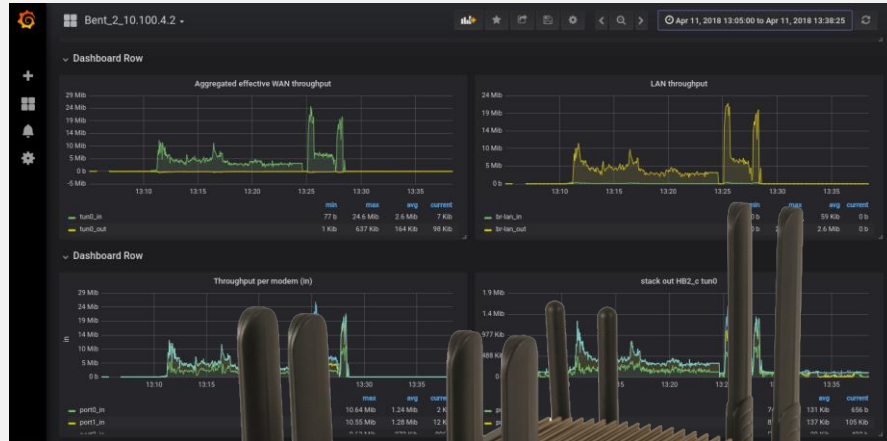 Bent_2_10.100.4.2
Apr 11, 2018 13:05:00 to Apr 11, 2018 13:38:25
Dashboard Row
Aggregated effective WAN throughput
29 Mib
24 Mib
19 Mib
14 Mib
10 Mib
5 Mib
0 b
-5 Mib
13:10 13:15 13:20 13:25 13:30 13:35
min max avg current
tun0_in 77 b 24.6 Mib 2.6 Mib 7 Kib
tun0_out 1 Kib 637 Kib 164 Kib 98 Kib
LAN throughput
24 Mib
19 Mib
14 Mib
10 Mib
5 Mib
0 b
13:10 13:15 13:20 13:25 13:30 13:35
min max avg current
br-lan_in 0 b 59 Kib 0 b
br-lan_out 2.6 Mib 0 b
Dashboard Row
Throughput per modem (in)
in
29 Mib
24 Mib
19 Mib
14 Mib
10 Mib
5 Mib
0 b
13:10 13:15 13:30 13:35
max avg
port0_in 10.64 Mib 1.24 Mib
port1_in 10.55 Mib 1.28 Mib
stack out HB2_c tun0
1.9 Mib
1.4 Mib
977 Kib
13:20 13:35
avg current
131 Kib 656 b
137 Kib 105 Kib